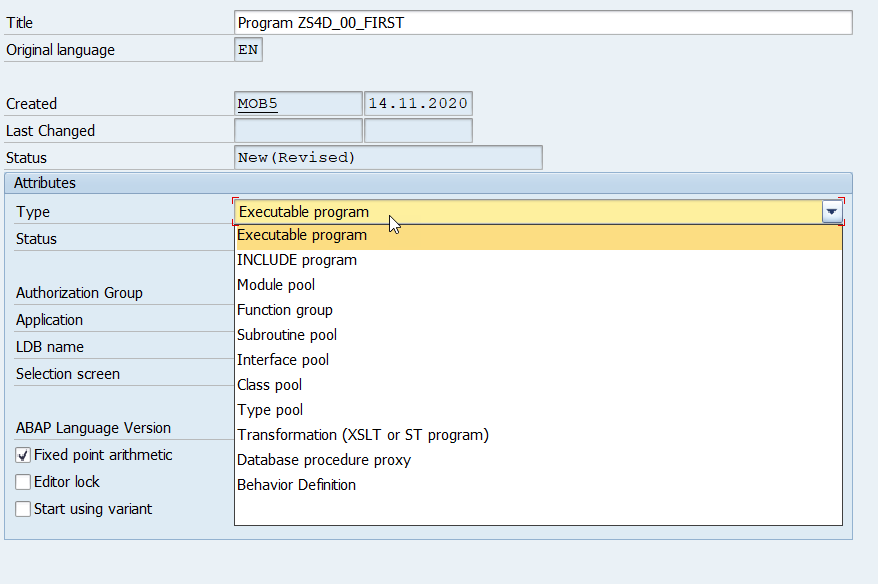 Title Program ZS4D_00_FIRST
Original language EN
Created MOB5 14.11.2020
Last Changed
Status New(Revised)
Attributes
Type Executable program
Status Executable program
INCLUDE program
Module pool
Authorization Group Function group
Application Subroutine pool
LDB name Interface pool
Selection screen Class pool
Type pool
ABAP Language Version Transformation (XSLT or ST program)
Fixed point arithmetic Database procedure proxy
Editor lock Behavior Definition
Start using variant